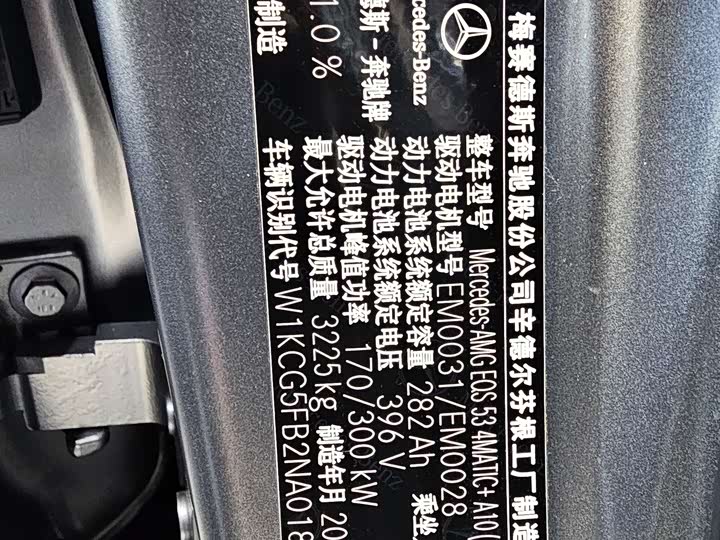 梅赛德斯奔驰股份公司辛德尔芬根工厂制造
Mercedes-Benz
整车型号 Mercedes-AMG EQS 53 4MATIC+ A10(
德斯-奔驰牌
驱动电机型号 EM0031/EM0028
动力电池系统额定容量 282Ah 乘坐
1.0 %
动力电池系统额定电压 396 V
驱动电机峰值功率 170/300 kW
制造
最大允许总质量 3225kg 制造年月 20
车辆识别代号 W1KCG5FB2NA018